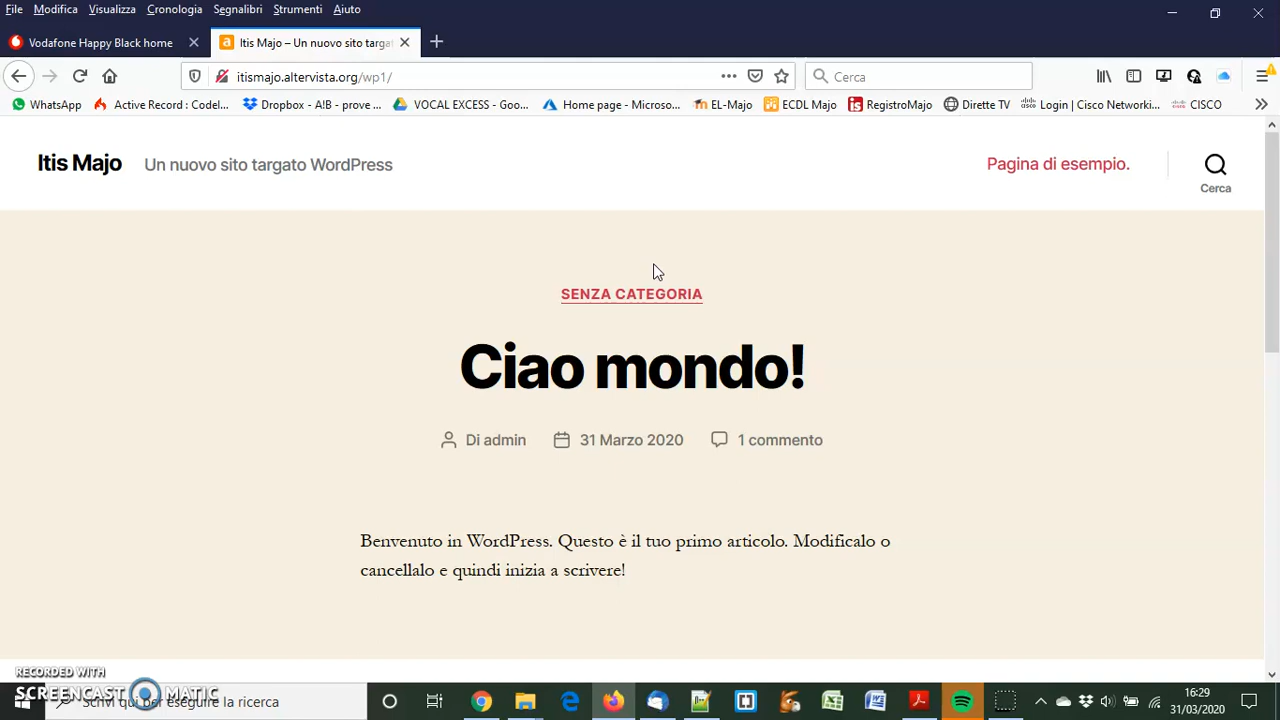 File Modifica Visualizza Cronologia Segnalibri Strumenti Aiuto
Vodafone Happy Black home
Itis Majo – Un nuovo sito targa
itismajo.altervista.org/wp1/
Cerca
WhatsApp
Active Record : CodeI...
Dropbox - A!B - prove ...
VOCAL EXCESS - Goo...
Home page - Microso...
EL-Majo
ECDL Majo
RegistroMajo
Dirette TV
Login | Cisco Networki...
CISCO
Itis Majo Un nuovo sito targato WordPress
Pagina di esempio.
Cerca
SENZA CATEGORIA
Ciao mondo!
Di admin 31 Marzo 2020 1 commento
Benvenuto in WordPress. Questo è il tuo primo articolo. Modificalo o
cancellalo e quindi inizia a scrivere!
RECORDED WITH
SCREENCAST MATIC
Scrivi qui per eseguire la ricerca
16:29
31/03/2020